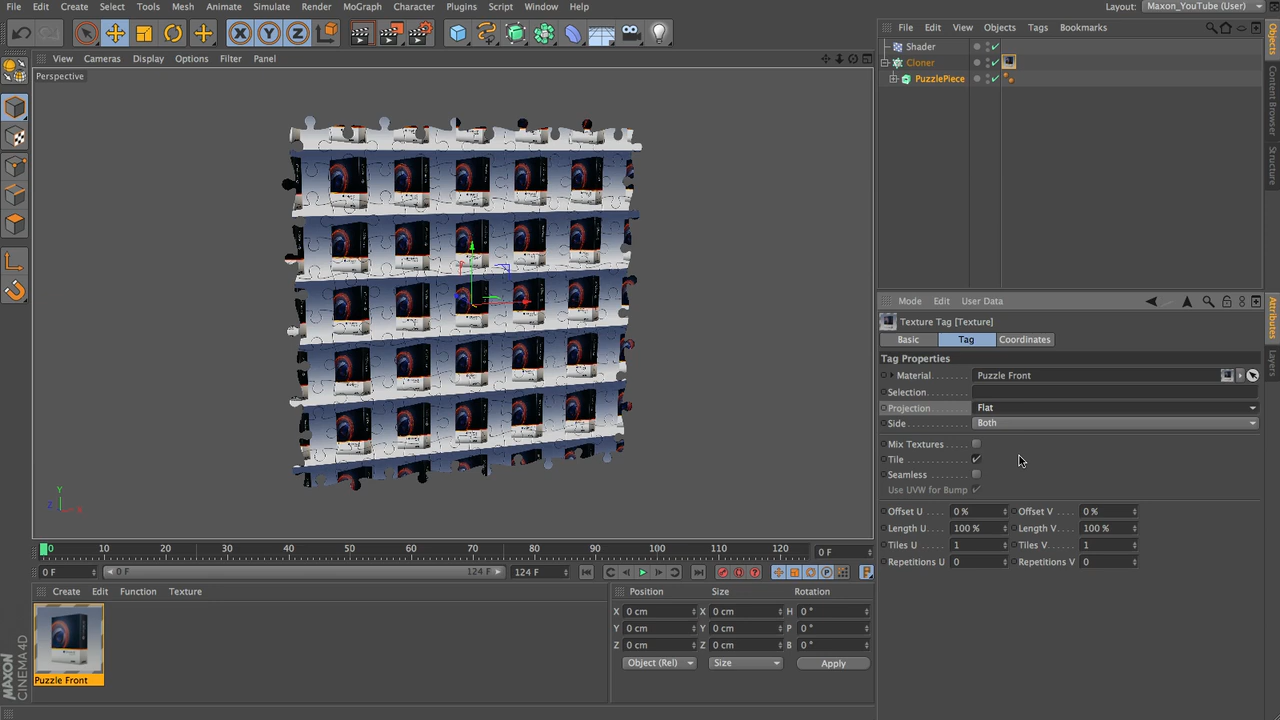 File Edit Create Select Tools Mesh Animate Simulate Render MoGraph Character Plugins Script Window Help
Layout: Maxon_YouTube (User)
File Edit View Objects Tags Bookmarks
View Cameras Display Options Filter Panel
Perspective
Shader
Cloner
PuzzlePiece
Objects
Content Browser
Structure
Mode Edit User Data
Texture Tag [Texture]
Basic Tag Coordinates
Tag Properties
Material Puzzle Front
Selection
Projection Flat
Side Both
Mix Textures
Tile
Seamless
Use UVW for Bump
Offset U 0 % Offset V 0 %
Length U 100 % Length V 100 %
Tiles U 1 Tiles V 1
Repetitions U 0 Repetitions V 0
Attributes
Layers
Y
Z X
0 10 20 30 40 50 60 70 80 90 100 110 120 0 F
0 F 0 F 124 F 124 F
Create Edit Function Texture
Puzzle Front
Position Size Rotation
X 0 cm X 0 cm H 0 °
Y 0 cm Y 0 cm P 0 °
Z 0 cm Z 0 cm B 0 °
Object (Rel) Size Apply
MAXON
CINEMA 4D